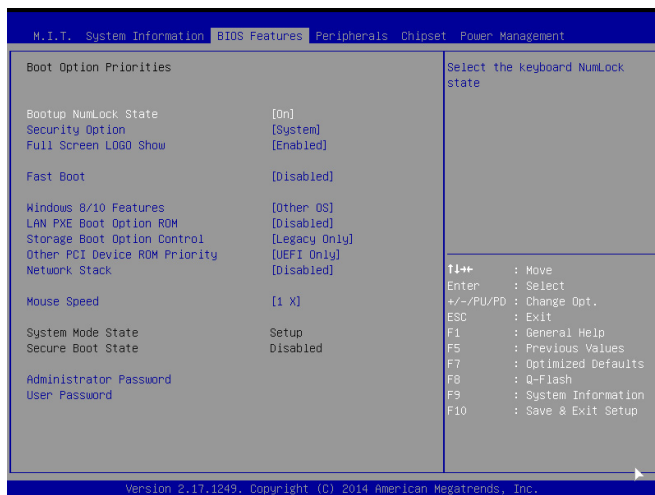 M.I.T. System Information BIOS Features Peripherals Chipset Power Management
Boot Option Priorities
Bootup NumLock State [On]
Security Option [System]
Full Screen LOGO Show [Enabled]
Fast Boot [Disabled]
Windows 8/10 Features [Other OS]
LAN PXE Boot Option ROM [Disabled]
Storage Boot Option Control [Legacy Only]
Other PCI Device ROM Priority [UEFI Only]
Network Stack [Disabled]
Mouse Speed [1 X]
System Mode State Setup
Secure Boot State Disabled
Administrator Password
User Password
Select the keyboard NumLock
state
↑↓→← : Move
Enter : Select
+/-/PU/PD : Change Opt.
ESC : Exit
F1 : General Help
F5 : Previous Values
F7 : Optimized Defaults
F8 : Q-Flash
F9 : System Information
F10 : Save & Exit Setup
Version 2.17.1249. Copyright (C) 2014 American Megatrends, Inc.